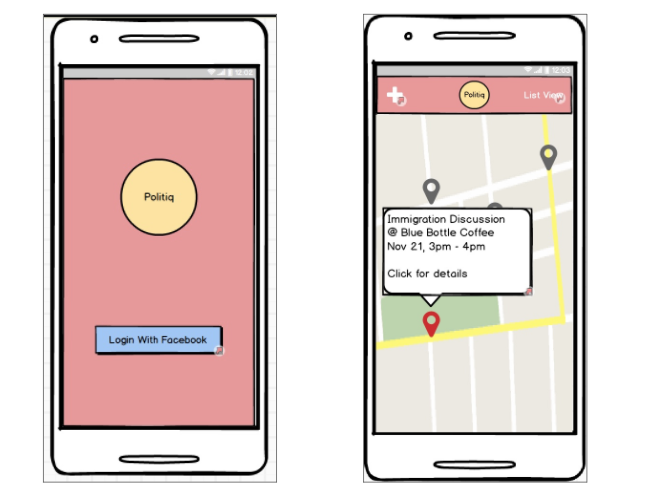 12:02
Politiq
Login With Facebook
12:03
Politiq
List View
Immigration Discussion
@ Blue Bottle Coffee
Nov 21, 3pm - 4pm
Click for details